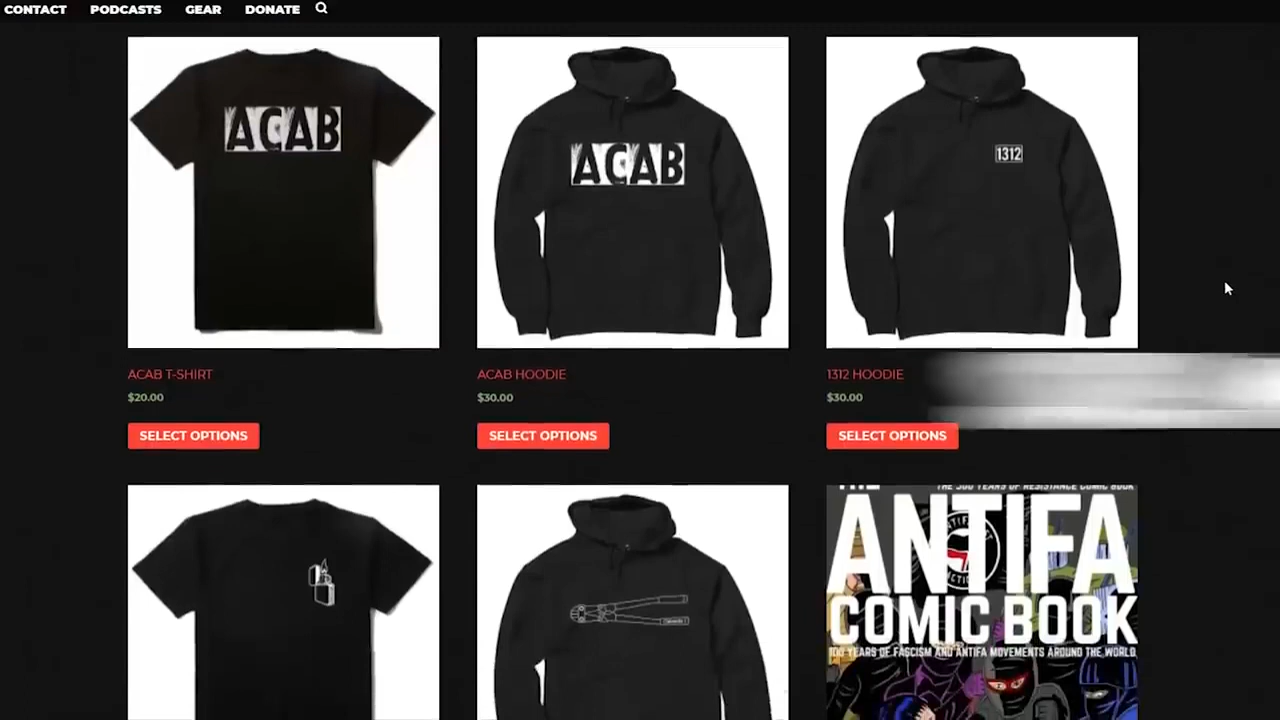 CONTACT PODCASTS GEAR DONATE
ACAB
ACAB
1312
ACAB T-SHIRT
ACAB HOODIE
1312 HOODIE
$20.00
$30.00
$30.00
SELECT OPTIONS
SELECT OPTIONS
SELECT OPTIONS
THE 500 YEARS OF RESISTANCE COMIC BOOK
ANTIFA
COMIC BOOK
100 YEARS OF FASCISM AND ANTIFA MOVEMENTS AROUND THE WORLD